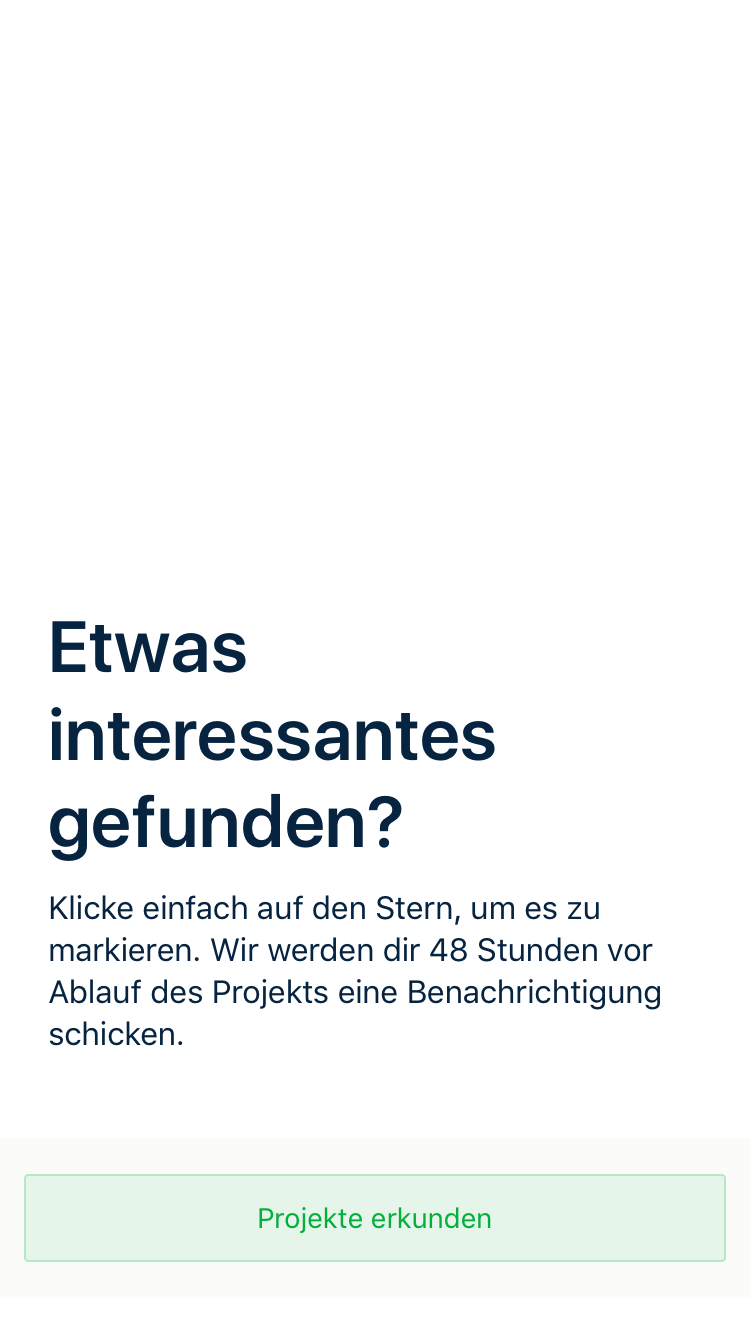 Etwas
interessantes
gefunden?
Klicke einfach auf den Stern, um es zu
markieren. Wir werden dir 48 Stunden vor
Ablauf des Projekts eine Benachrichtigung
schicken.
Projekte erkunden